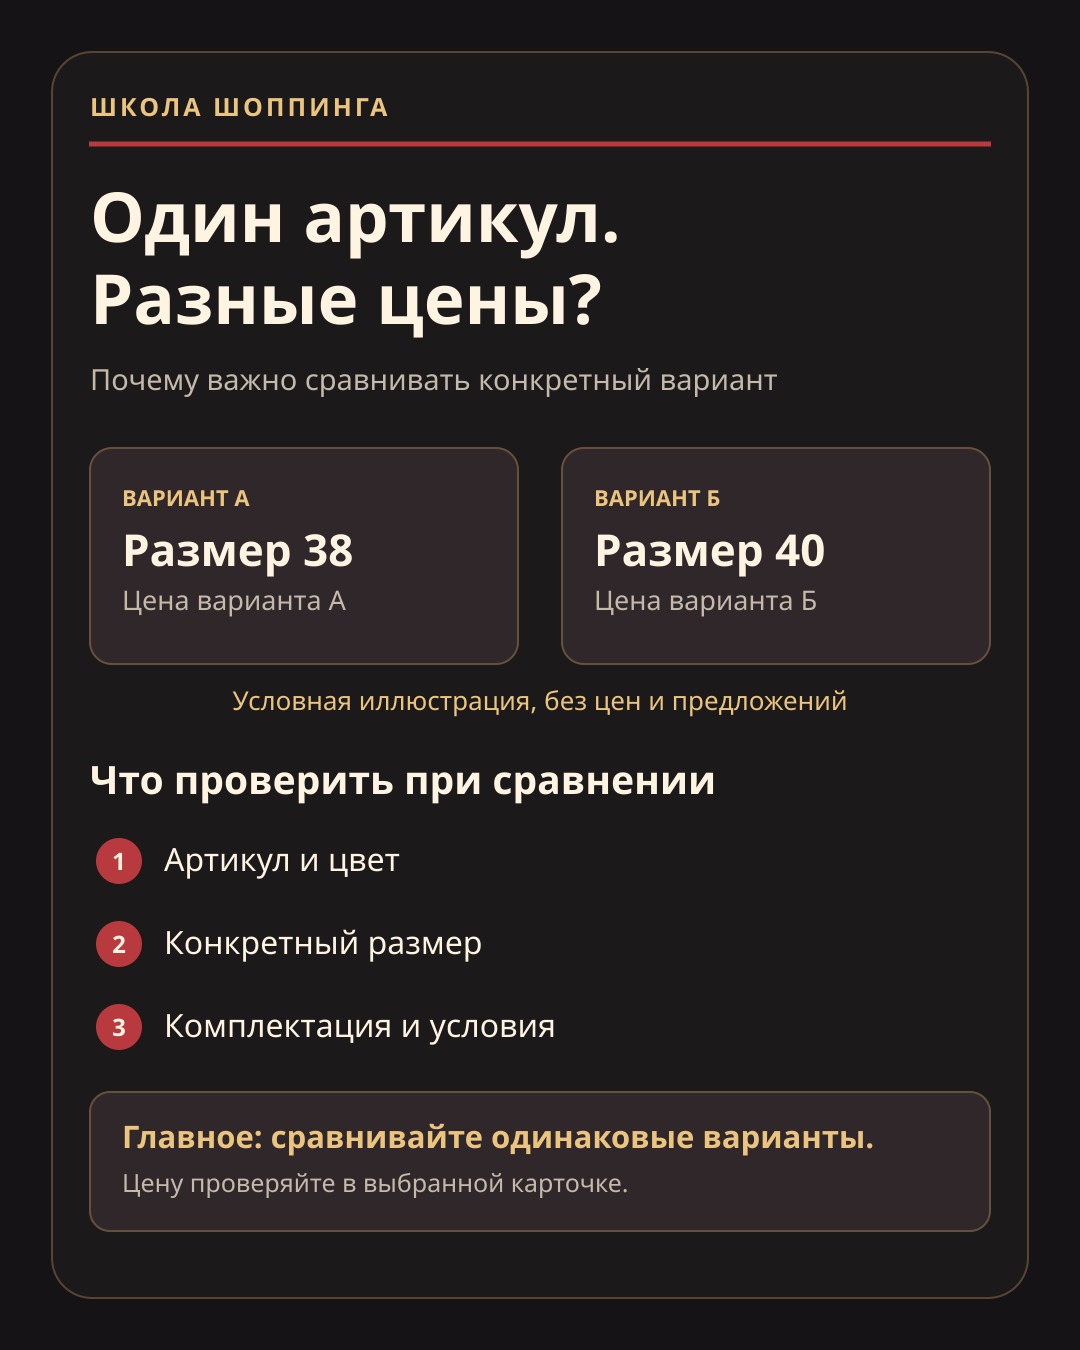 ШКОЛА ШОППИНГА
Один артикул.
Разные цены?
Почему важно сравнивать конкретный вариант
ВАРИАНТ А
Размер 38
Цена варианта А
ВАРИАНТ Б
Размер 40
Цена варианта Б
Условная иллюстрация, без цен и предложений
Что проверить при сравнении
1 Артикул и цвет
2 Конкретный размер
3 Комплектация и условия
Главное: сравнивайте одинаковые варианты.
Цену проверяйте в выбранной карточке.